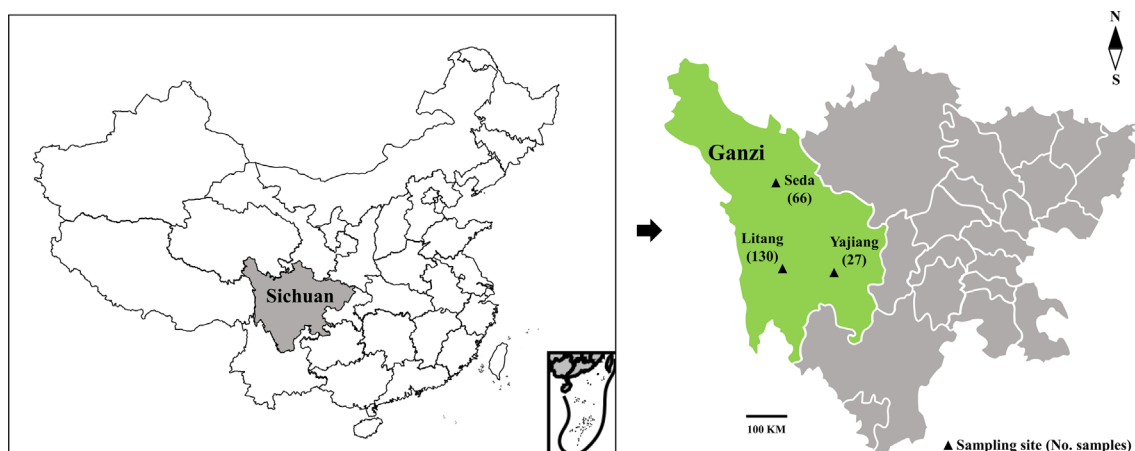 Sichuan
N
S
Ganzi
Seda
(66)
Litang
(130)
Yajiang
(27)
100 KM
▲ Sampling site (No. samples)